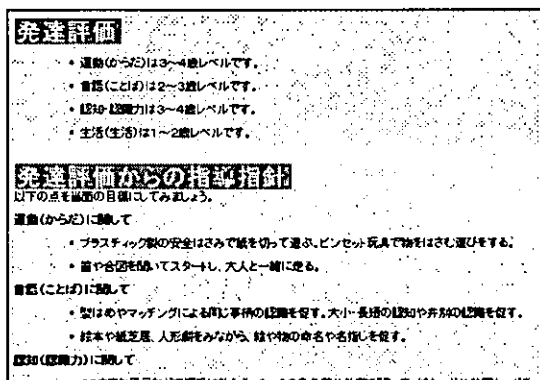 発達評価
• 運動(からだ)は3〜4歳レベルです。
• 言語(ことば)は2〜3歳レベルです。
• 認知・認識力は3〜4歳レベルです。
• 生活(生活)は1〜2歳レベルです。
発達評価からの指導指針
以下の点を当面の目標にしてみましょう。
運動(からだ)に関して
• プラスティック製の安全はさみで紙を切って遊ぶ。ピンセット玩具で物をはさむ運びをする。
• 笛や合図を聞いてスタートし、大人と一緒に走る。
言語(ことば)に関して
• 型はめやマッチングによる同じ事柄の認識を促す。大小・長短の認知や弁別の認識を促す。
• 絵本や紙芝居、人形劇をみながら、絵や物の命名や名指しを促す。
認知(認識力)に関して